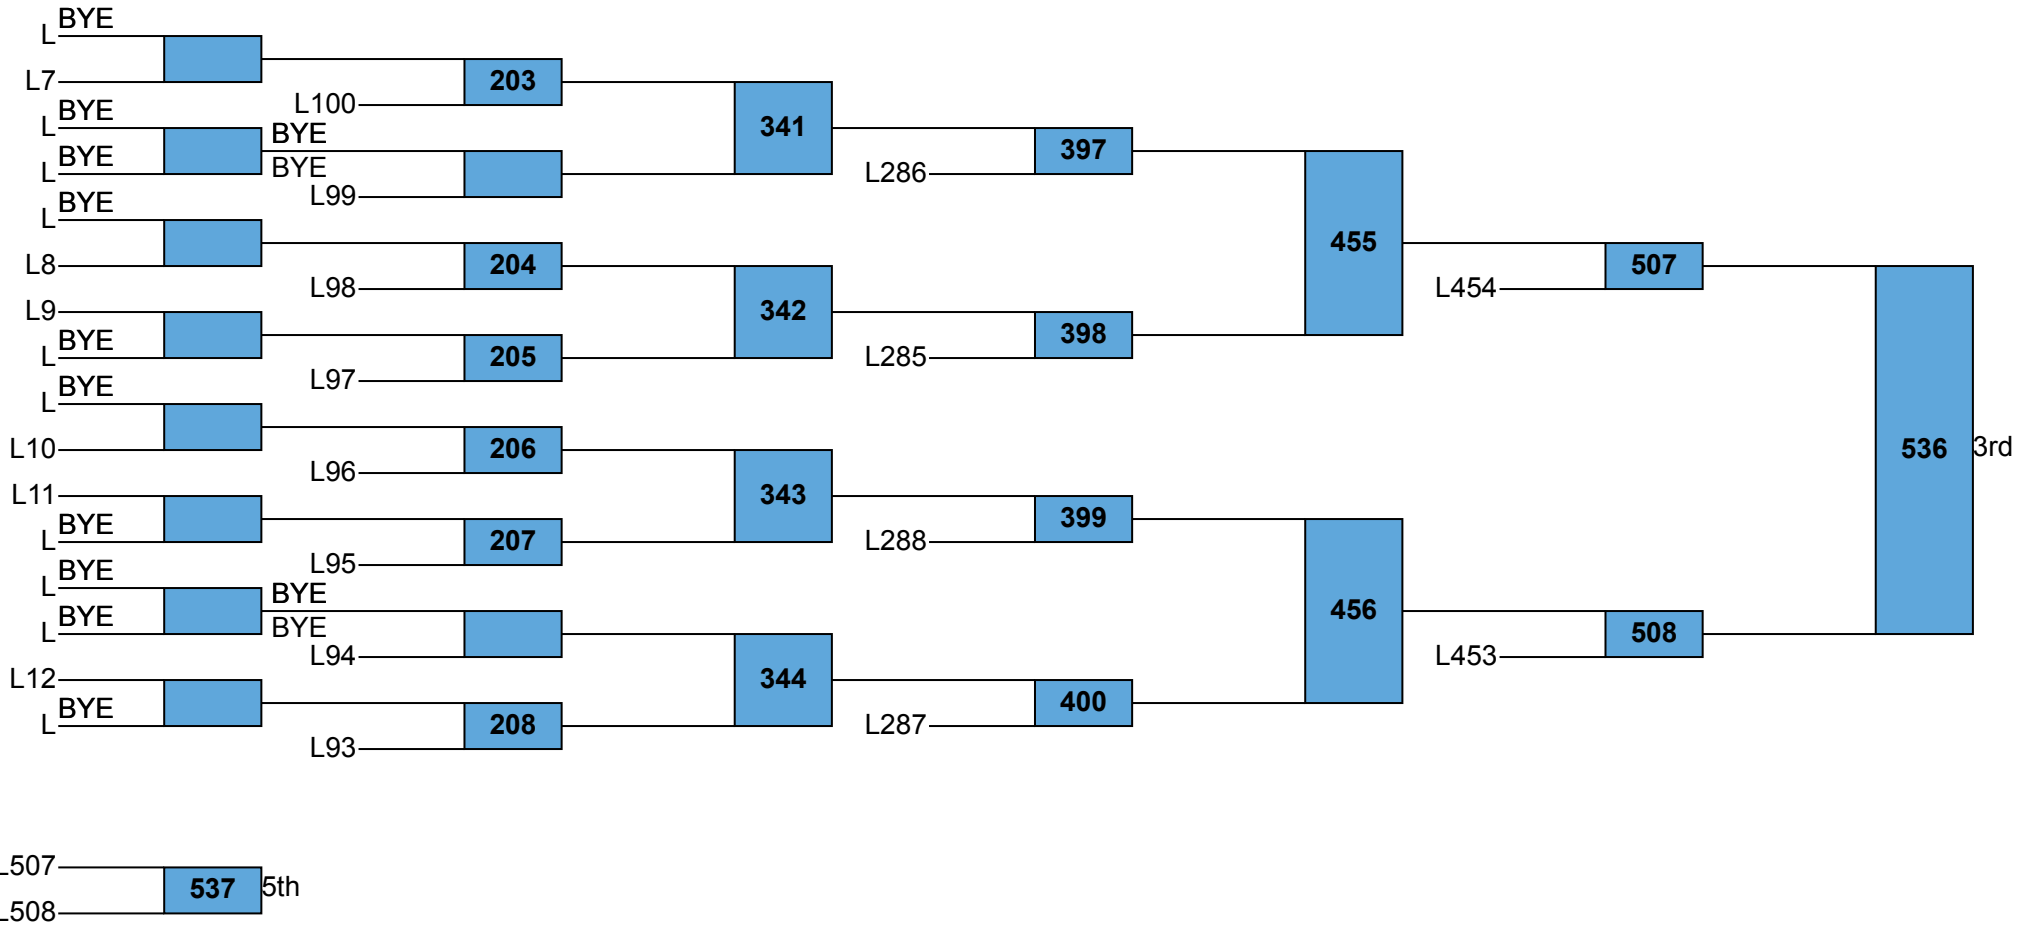 BYE
L
L7
BYE
L
BYE
L
BYE
L
L8
L9
BYE
L
BYE
L
L10
L11
BYE
L
BYE
L
BYE
L
L12
BYE
L
203
L100
BYE
BYE
L99
204
L98
205
L97
206
L96
207
L95
BYE
BYE
L94
208
L93
341
342
343
344
397
L286
398
L285
399
L288
400
L287
455
456
507
L454
508
L453
536
3rd
L507
537
5th
L508